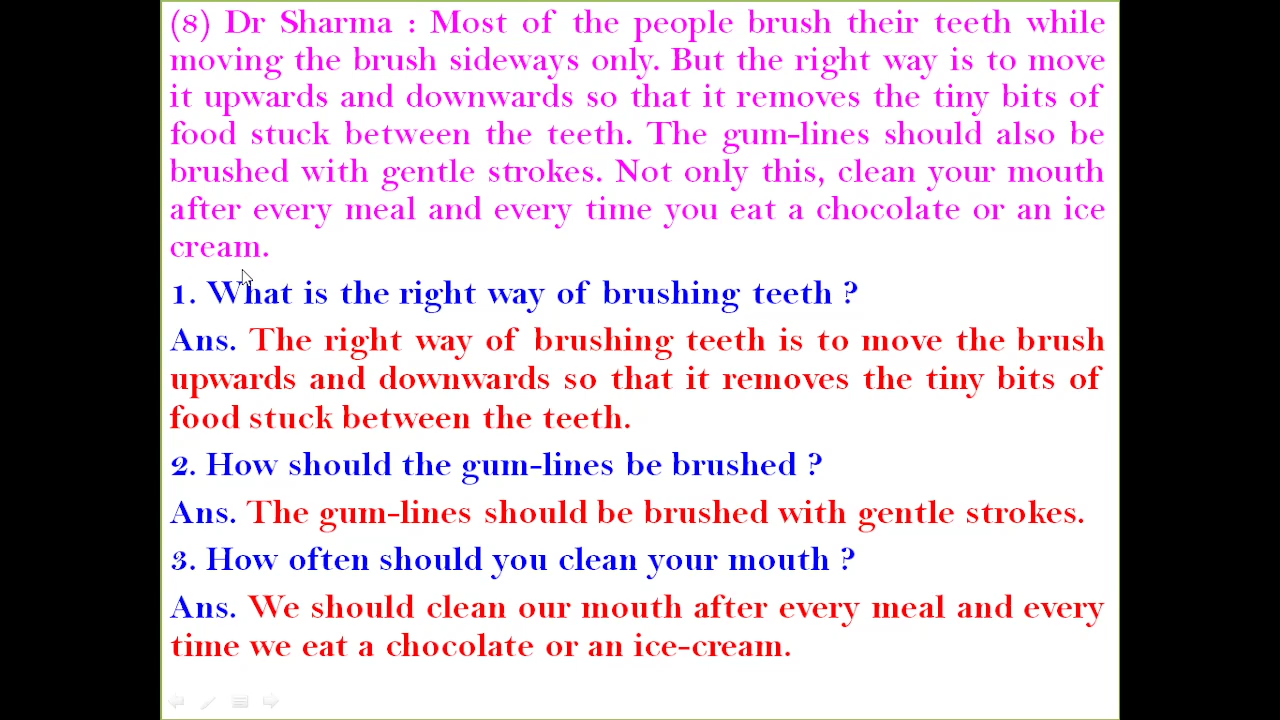 (8) Dr Sharma : Most of the people brush their teeth while
moving the brush sideways only. But the right way is to move
it upwards and downwards so that it removes the tiny bits of
food stuck between the teeth. The gum-lines should also be
brushed with gentle strokes. Not only this, clean your mouth
after every meal and every time you eat a chocolate or an ice
cream.
1. What is the right way of brushing teeth ?
Ans. The right way of brushing teeth is to move the brush
upwards and downwards so that it removes the tiny bits of
food stuck between the teeth.
2. How should the gum-lines be brushed ?
Ans. The gum-lines should be brushed with gentle strokes.
3. How often should you clean your mouth ?
Ans. We should clean our mouth after every meal and every
time we eat a chocolate or an ice-cream.